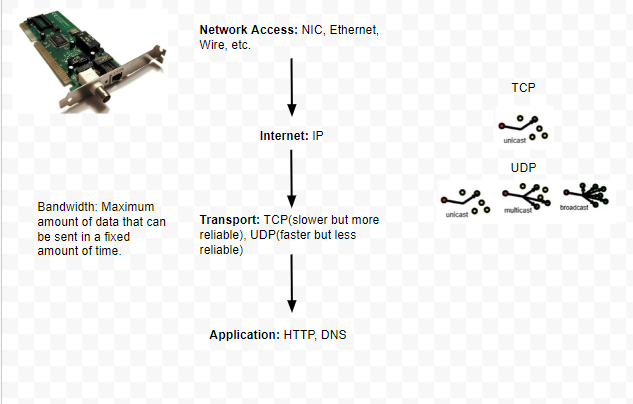 Network Access: NIC, Ethernet,
Wire, etc.
TCP
unicast
Internet: IP
UDP
unicast
multicast
broadcast
Bandwidth: Maximum
amount of data that can
be sent in a fixed
amount of time.
Transport: TCP(slower but more
reliable), UDP(faster but less
reliable)
Application: HTTP, DNS